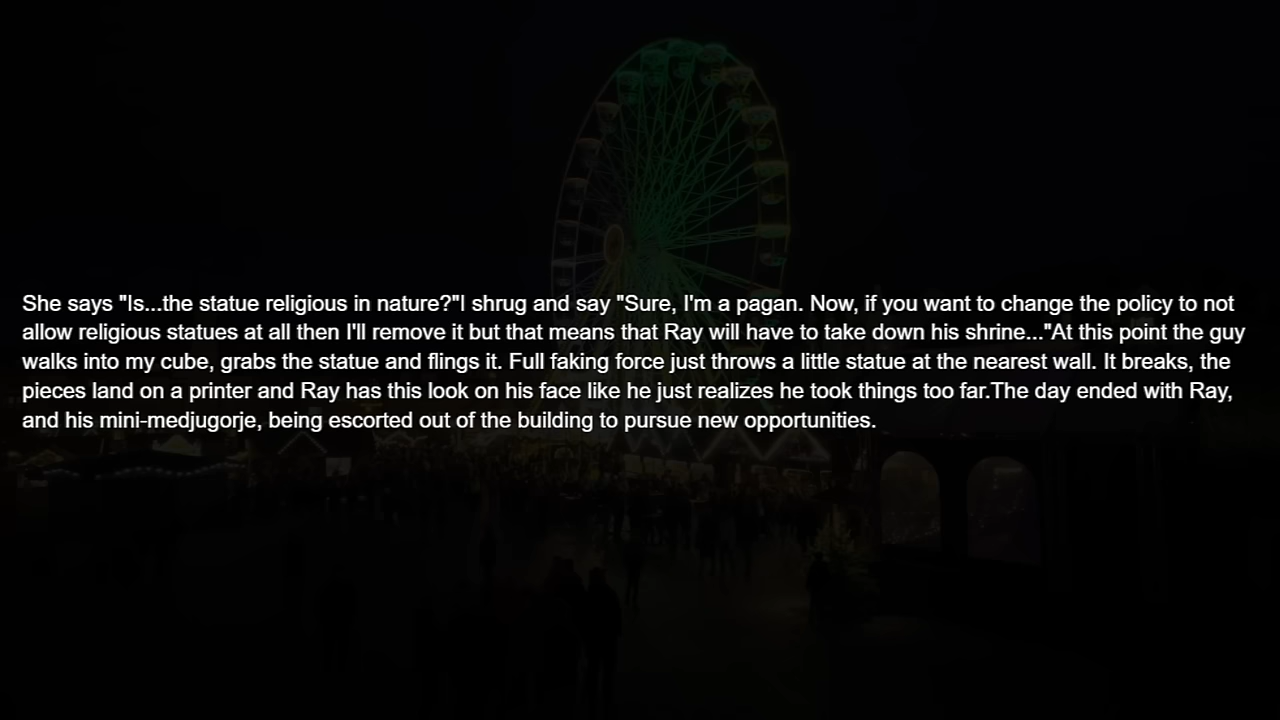 She says "Is...the statue religious in nature?"I shrug and say "Sure, I'm a pagan. Now, if you want to change the policy to not
allow religious statues at all then I'll remove it but that means that Ray will have to take down his shrine..."At this point the guy
walks into my cube, grabs the statue and flings it. Full faking force just throws a little statue at the nearest wall. It breaks, the
pieces land on a printer and Ray has this look on his face like he just realizes he took things too far.The day ended with Ray,
and his mini-medjugorje, being escorted out of the building to pursue new opportunities.